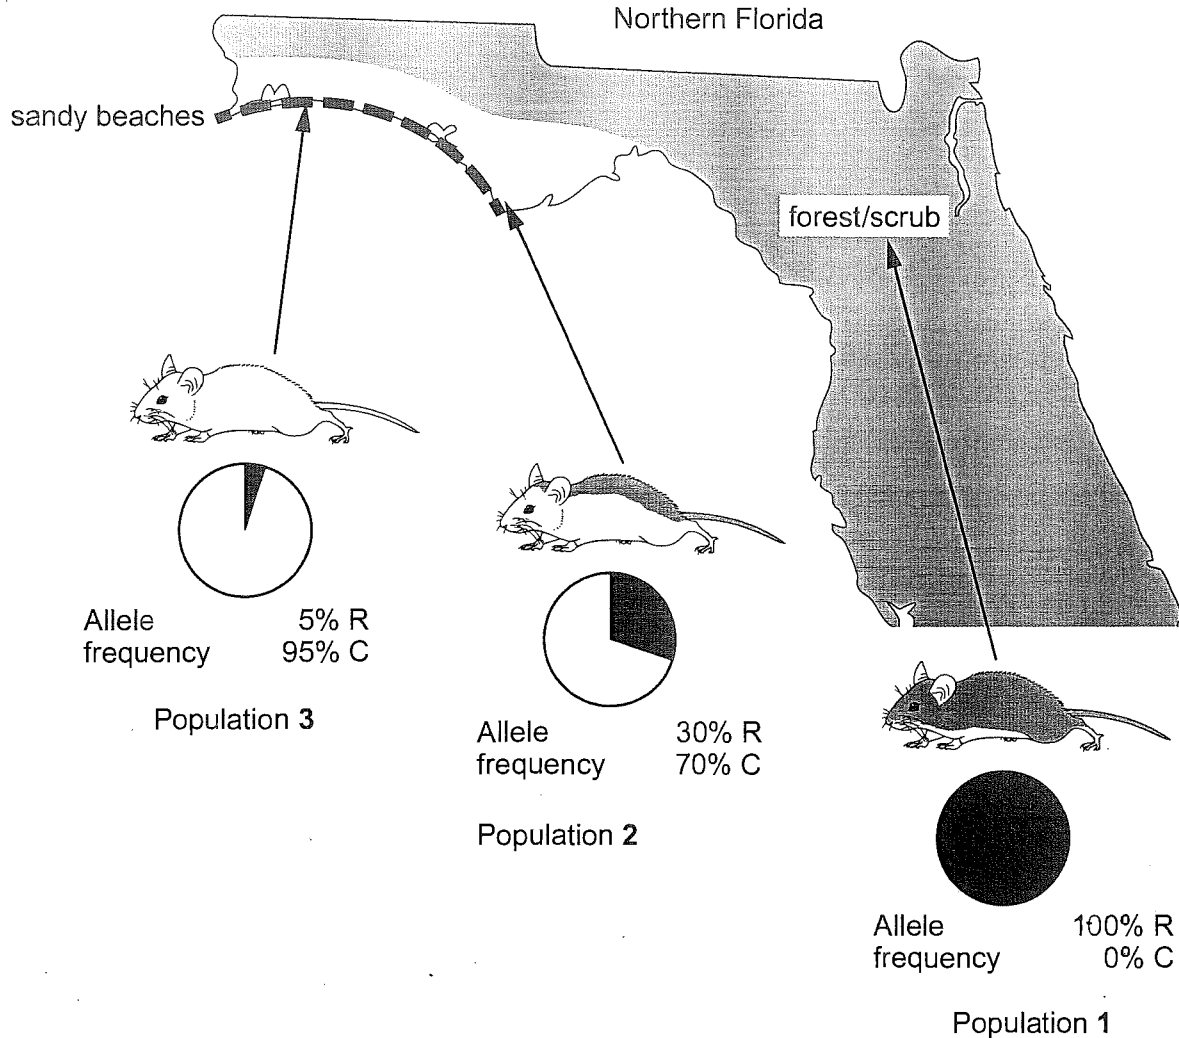 Northern Florida
sandy beaches
forest/scrub
Allele 5% R
frequency 95% C
Population 3
Allele 30% R
frequency 70% C
Population 2
Allele 100% R
frequency 0% C
Population 1